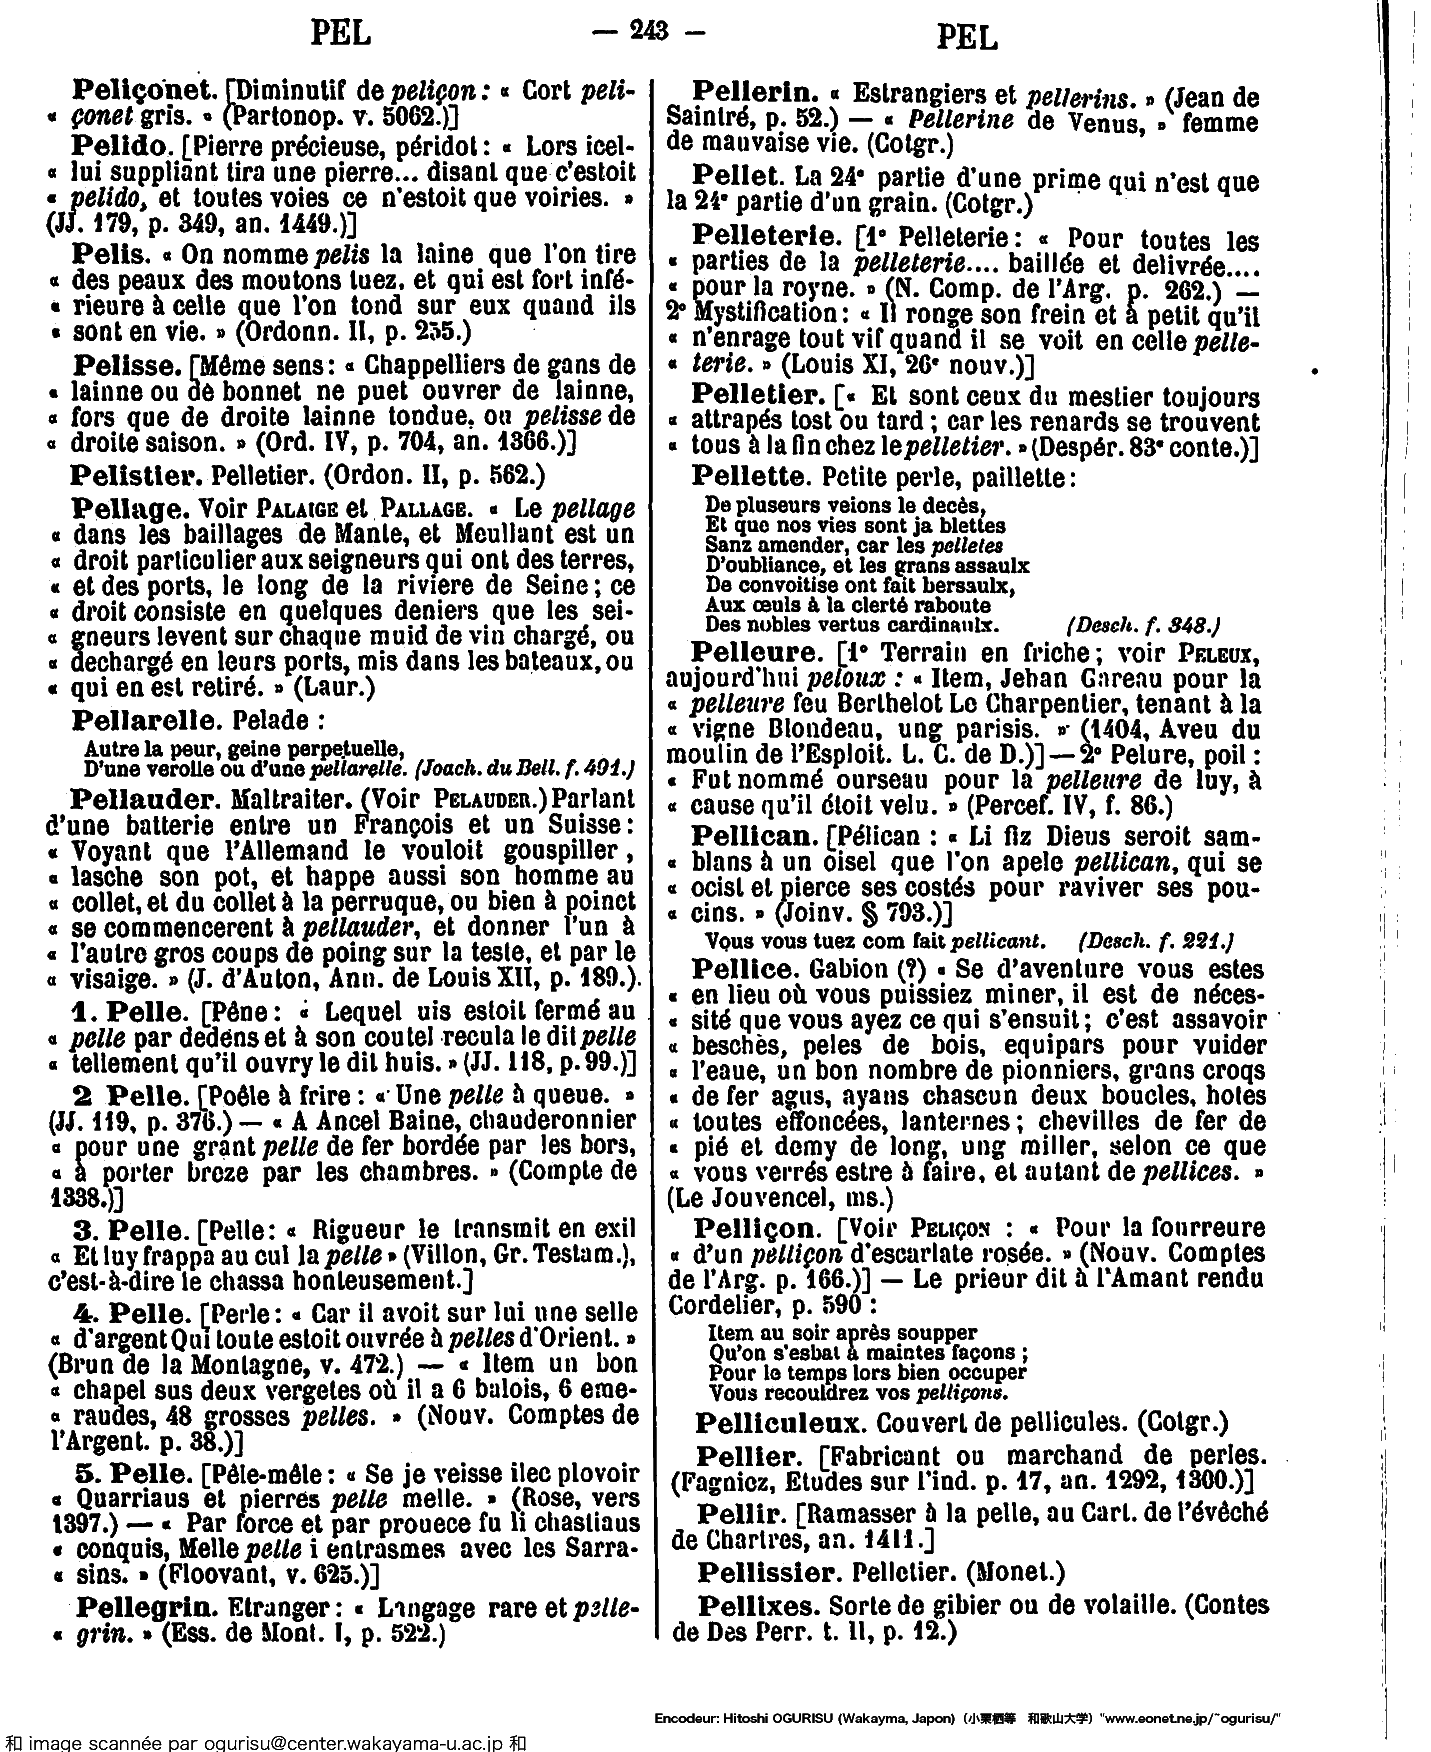 PEL — 243 — PEL
Peliçonet. [Diminutif de peliçon : « Cort peli-
« çonet gris. » (Partonop. v. 5062.)]
Pelido. [Pierre précieuse, péridot : « Lors icel-
« lui suppliant tira une pierre... disant que c'estoit
« pelido, et toutes voies ce n'estoit que voiries. »
(JJ. 179, p. 349, an. 1449.)]
Pelis. « On nomme pelis la laine que l'on tire
« des peaux des moutons tuez, et qui est fort infé-
« rieure à celle que l'on tond sur eux quand ils
« sont en vie. » (Ordonn. II, p. 235.)
Pelisse. [Même sens : « Chappelliers de gans de
« lainne ou de bonnet ne puet ouvrer de lainne,
« fors que de droite lainne tondue, ou pelisse de
« droite saison. » (Ord. IV, p. 704, an. 1366.)]
Pelistier. Pelletier. (Ordon. II, p. 562.)
Pellage. Voir PALAIGE et PALLAGE. « Le pellage
« dans les baillages de Mante, et Meullant est un
« droit particulier aux seigneurs qui ont des terres,
« et des ports, le long de la riviere de Seine ; ce
« droit consiste en quelques deniers que les sei-
« gneurs levent sur chaque muid de vin chargé, ou
« dechargé en leurs ports, mis dans les bateaux, ou
« qui en est retiré. » (Laur.)
Pellarelle. Pelade :
Autre la peur, geine perpetuelle,
D'une verolle ou d'une pellarelle. (Joach. du Bell. f. 491.)
Pellauder. Maltraiter. (Voir PELAUDER.) Parlant
d'une batterie entre un François et un Suisse :
« Voyant que l'Allemand le vouloit gouspiller,
« lasche son pot, et happe aussi son homme au
« collet, et du collet à la perruque, ou bien à poinct
« se commencerent à pellauder, et donner l'un à
« l'autre gros coups de poing sur la teste, et par le
« visaige. » (J. d'Auton, Ann. de Louis XII, p. 189.).
1. Pelle. [Pêne : « Lequel uis estoit fermé au
« pelle par dedens et à son coutel recula le dit pelle
« tellement qu'il ouvry le dit huis. » (JJ. 118, p. 99.)]
2 Pelle. [Poêle à frire : « Une pelle à queue. »
(JJ. 119, p. 376.) — « A Ancel Baine, chauderonnier
« pour une grant pelle de fer bordée par les bors,
« à porter breze par les chambres. » (Compte de
1338.)]
3. Pelle. [Pelle : « Rigueur le transmit en exil
« Et luy frappa au cul la pelle » (Villon, Gr. Testam.),
c'est-à-dire le chassa honteusement.]
4. Pelle. [Perle : « Car il avoit sur lui une selle
« d'argent Qui toute estoit ouvrée à pelles d'Orient. »
(Brun de la Montagne, v. 472.) — « Item un bon
« chapel sus deux vergetes où il a 6 balois, 6 eme-
« raudes, 48 grosses pelles. » (Nouv. Comptes de
l'Argent. p. 38.)]
5. Pelle. [Pêle-mêle : « Se je veisse ilec plovoir
« Quarriaus et pierres pelle melle. » (Rose, vers
1397.) — « Par force et par prouece fu li chastiaus
« conquis, Melle pelle i entrasmes avec les Sarra-
« sins. » (Floovant, v. 625.)]
Pellegrin. Etranger : « Langage rare et pelle-
« grin. » (Ess. de Mont. I, p. 522.)
Pellerin. « Estrangiers et pellerins. » (Jean de
Saintré, p. 52.) — « Pellerine de Venus, » femme
de mauvaise vie. (Cotgr.)
Pellet. La 24e partie d'une prime qui n'est que
la 24e partie d'un grain. (Cotgr.)
Pelleterie. [1° Pelleterie : « Pour toutes les
« parties de la pelleterie.... baillée et delivrée....
« pour la royne. » (N. Comp. de l'Arg. p. 262.) —
2° Mystification : « Il ronge son frein et à petit qu'il
« n'enrage tout vif quand il se voit en celle pelle-
« terie. » (Louis XI, 26e nouv.)]
Pelletier. [« Et sont ceux du mestier toujours
« attrapés tost ou tard ; car les renards se trouvent
« tous à la fin chez le pelletier. » (Despér. 83e conte.)]
Pellette. Petite perle, paillette :
De pluseurs veions le decès,
Et que nos vies sont ja blettes
Sanz amender, car les pelletes
D'oubliance, et les grans assaulx
De convoitise ont fait bersaulx,
Aux œuls à la clerté raboute
Des nobles vertus cardinaulx. (Desch. f. 348.)
Pelleure. [1° Terrain en friche ; voir PELEUX,
aujourd'hui peloux : « Item, Jehan Gareau pour la
« pelleure feu Berthelot Le Charpentier, tenant à la
« vigne Blondeau, ung parisis. » (1404, Aveu du
moulin de l'Esploit. L. C. de D.)] — 2° Pelure, poil :
« Fut nommé ourseau pour la pelleure de luy, à
« cause qu'il étoit velu. » (Percef. IV, f. 86.)
Pellican. [Pélican : « Li fiz Dieus seroit sam-
« blans à un oisel que l'on apele pellican, qui se
« ocist et pierce ses costés pour raviver ses pou-
« cins. » (Joinv. § 793.)]
Vous vous tuez com fait pellicant. (Desch. f. 221.)
Pellice. Gabion (?) « Se d'aventure vous estes
« en lieu où vous puissiez miner, il est de néces-
« sité que vous ayez ce qui s'ensuit ; c'est assavoir
« beschès, peles de bois, equipars pour vuider
« l'eaue, un bon nombre de pionniers, grans croqs
« de fer agus, ayans chascun deux boucles, hotes
« toutes effoncées, lanternes ; chevilles de fer de
« pié et demy de long, ung miller, selon ce que
« vous verrés estre à faire, et autant de pellices. »
(Le Jouvencel, ms.)
Pelliçon. [Voir PELIÇON : « Pour la fourreure
« d'un pelliçon d'escarlate rosée. » (Nouv. Comptes
de l'Arg. p. 166.)] — Le prieur dit à l'Amant rendu
Cordelier, p. 590 :
Item au soir après soupper
Qu'on s'esbat à maintes façons ;
Pour le temps lors bien occuper
Vous recouldrez vos pelliçons.
Pelliculeux. Couvert de pellicules. (Cotgr.)
Pellier. [Fabricant ou marchand de perles.
(Fagniez, Etudes sur l'ind. p. 17, an. 1292, 1300.)]
Pellir. [Ramasser à la pelle, au Cart. de l'évêché
de Chartres, an. 1411.]
Pellissier. Pelletier. (Monet.)
Pellixes. Sorte de gibier ou de volaille. (Contes
de Des Perr. t. II, p. 12.)
Encodeur: Hitoshi OGURISU (Wakayma, Japon) (小栗栖等 和歌山大学) "www.eonet.ne.jp/~ogurisu/"
和 image scannée par ogurisu@center.wakayama-u.ac.jp 和